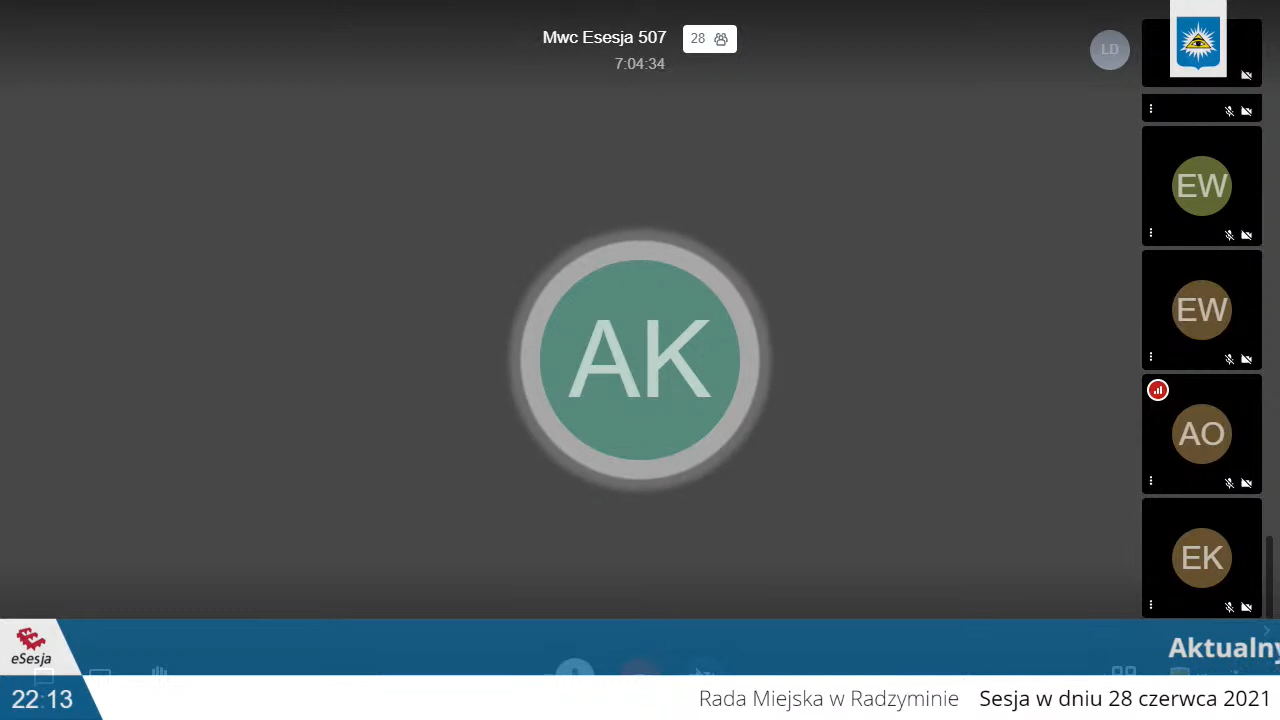 Mwc Esesja 507
28
7:04:34
LD
EW
EW
AK
AO
EK
Aktualny
eSesja
22:13
Rada Miejska w Radzyminie
Sesja w dniu 28 czerwca 2021